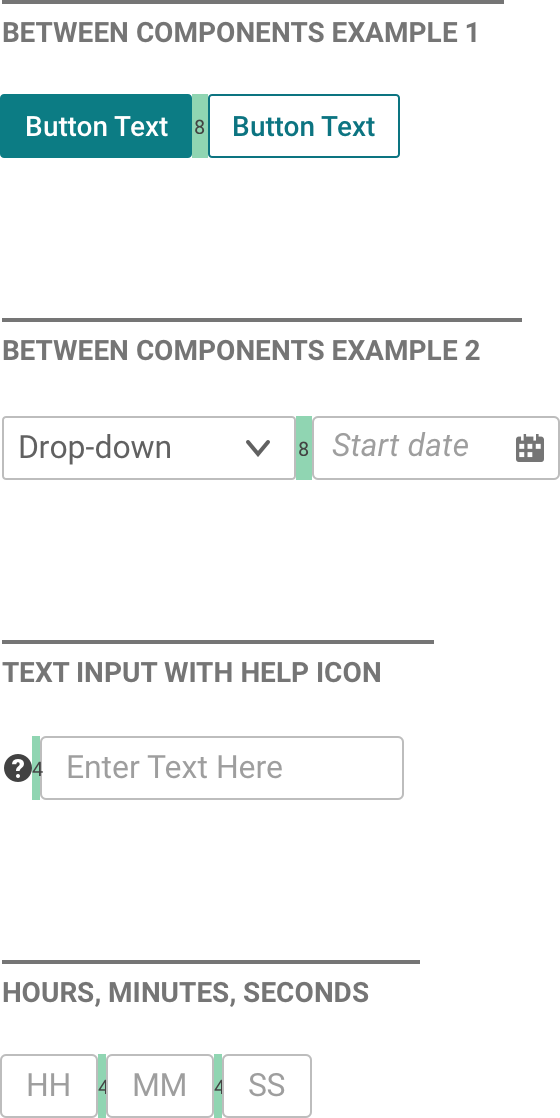 BETWEEN COMPONENTS EXAMPLE 1
Button Text 8 Button Text
BETWEEN COMPONENTS EXAMPLE 2
Drop-down 8 Start date
TEXT INPUT WITH HELP ICON
? 4 Enter Text Here
HOURS, MINUTES, SECONDS
HH 4 MM 4 SS